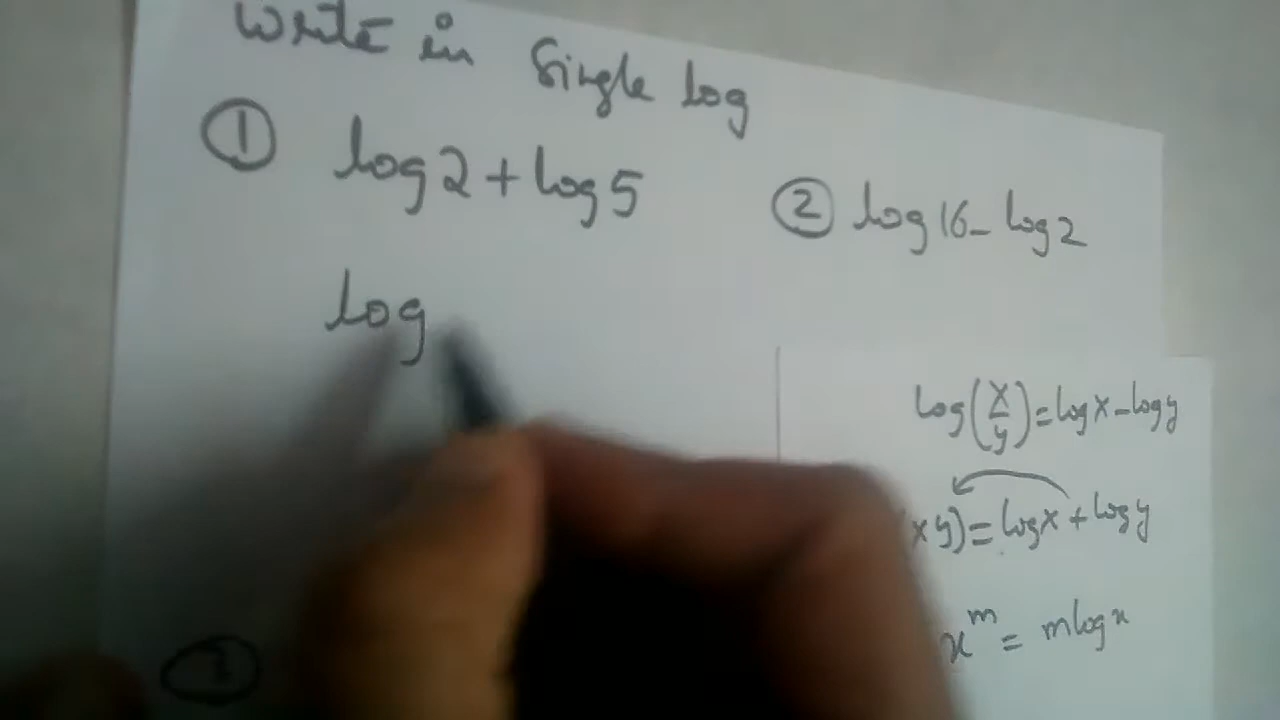 Write in Single log
① log 2 + log 5
② log 16 - log 2
log
log(x/y) = log x - log y
xy) = log x + log y
x^m = m log x